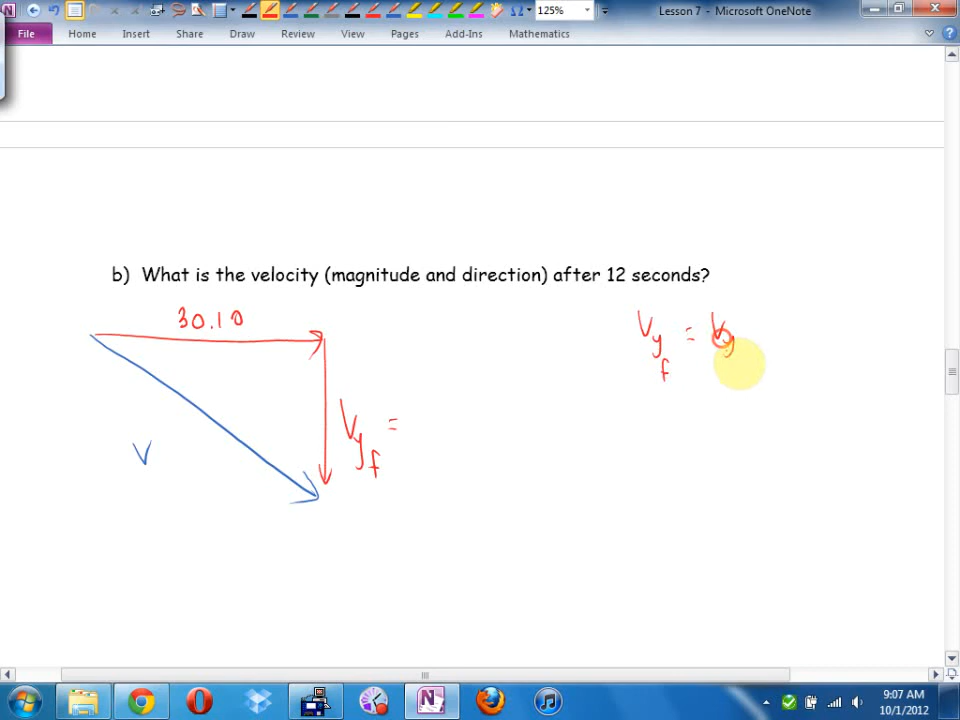 125%
Lesson 7 - Microsoft OneNote
File Home Insert Share Draw Review View Pages Add-Ins Mathematics
b) What is the velocity (magnitude and direction) after 12 seconds?
30.10
Vyf = Vy
Vyf =
V
9:07 AM
10/1/2012